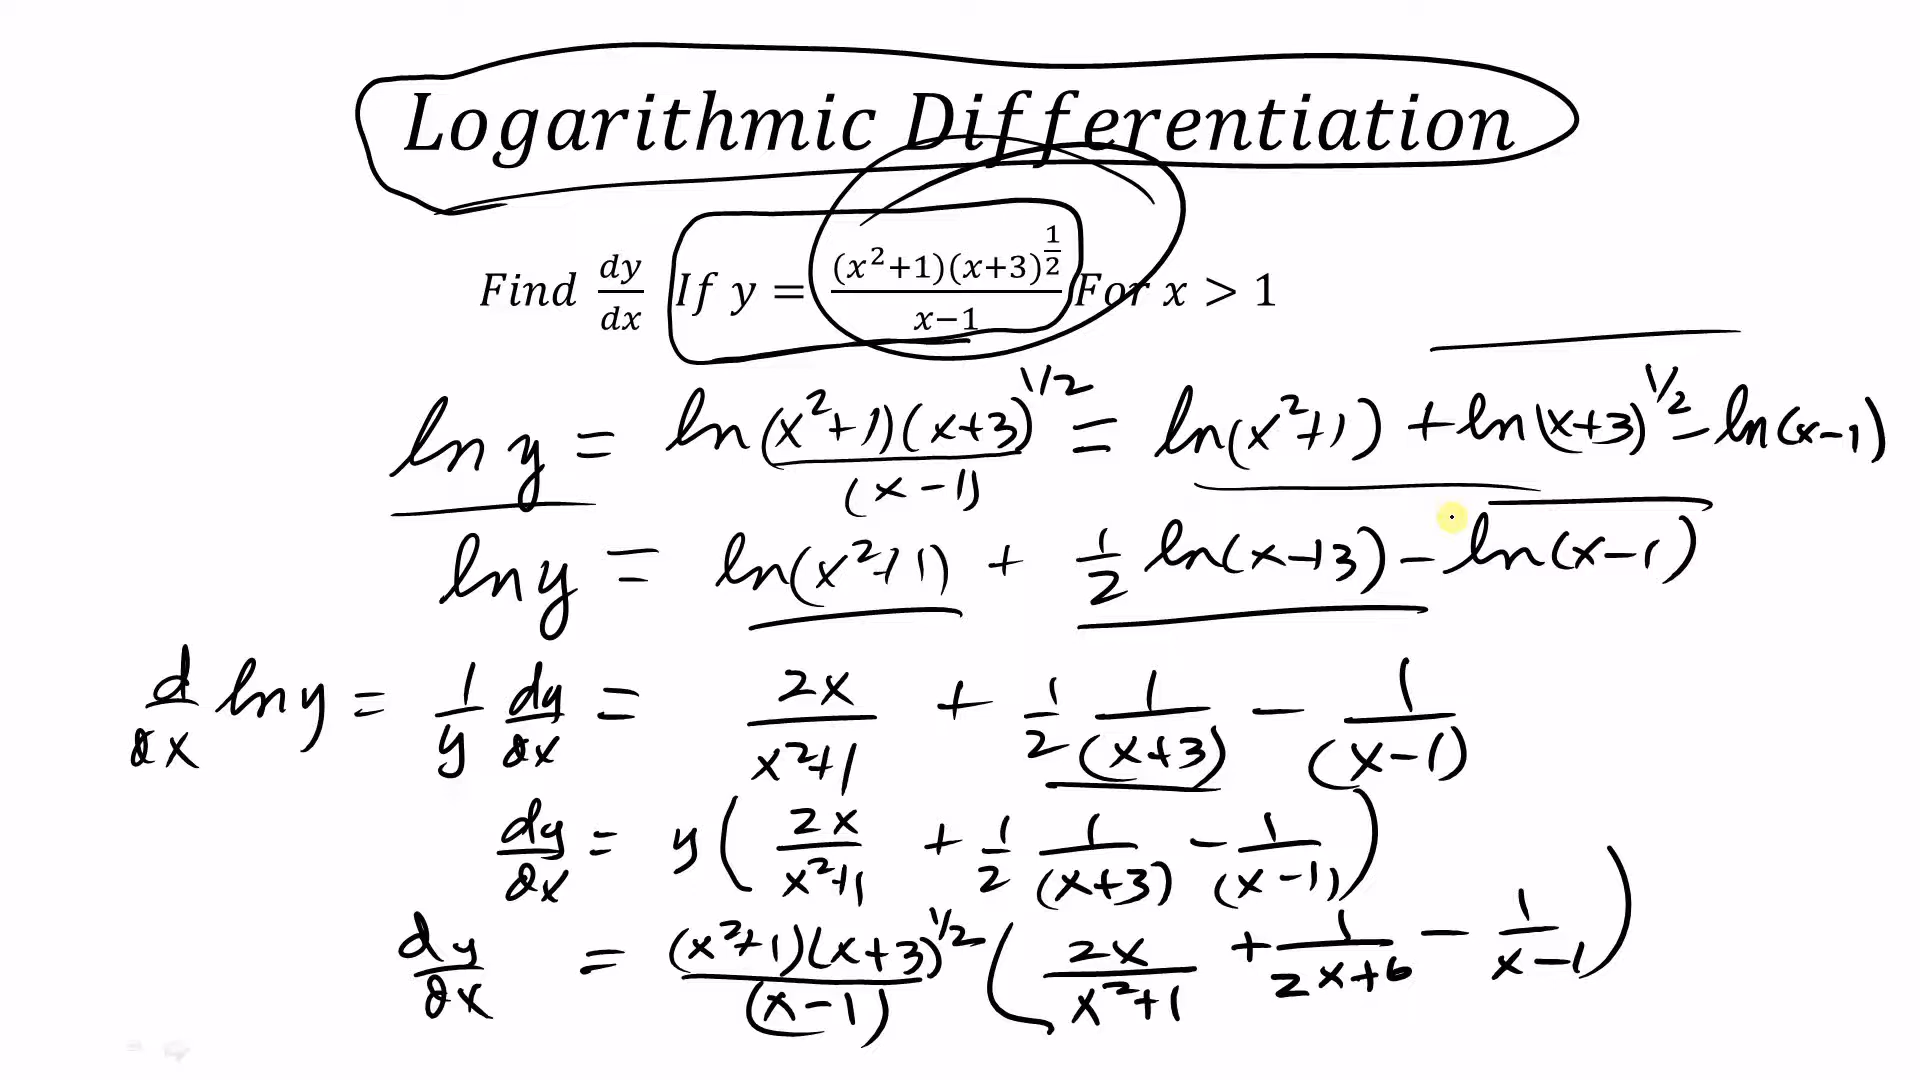 Logarithmic Differentiation
Find dy/dx If y = (x²+1)(x+3)^(1/2) / (x−1) For x > 1
ln y = ln (x²+1)(x+3)^1/2 / (x−1) = ln(x²+1) + ln(x+3)^1/2 − ln(x−1)
ln y = ln(x²+1) + 1/2 ln(x+3) − ln(x−1)
d/dx ln y = 1/y dy/dx = 2x/(x²+1) + 1/2 1/(x+3) − 1/(x−1)
dy/dx = y( 2x/(x²+1) + 1/2 1/(x+3) − 1/(x−1) )
dy/dx = (x²+1)(x+3)^1/2 / (x−1) ( 2x/(x²+1) + 1/(2x+6) − 1/(x−1) )